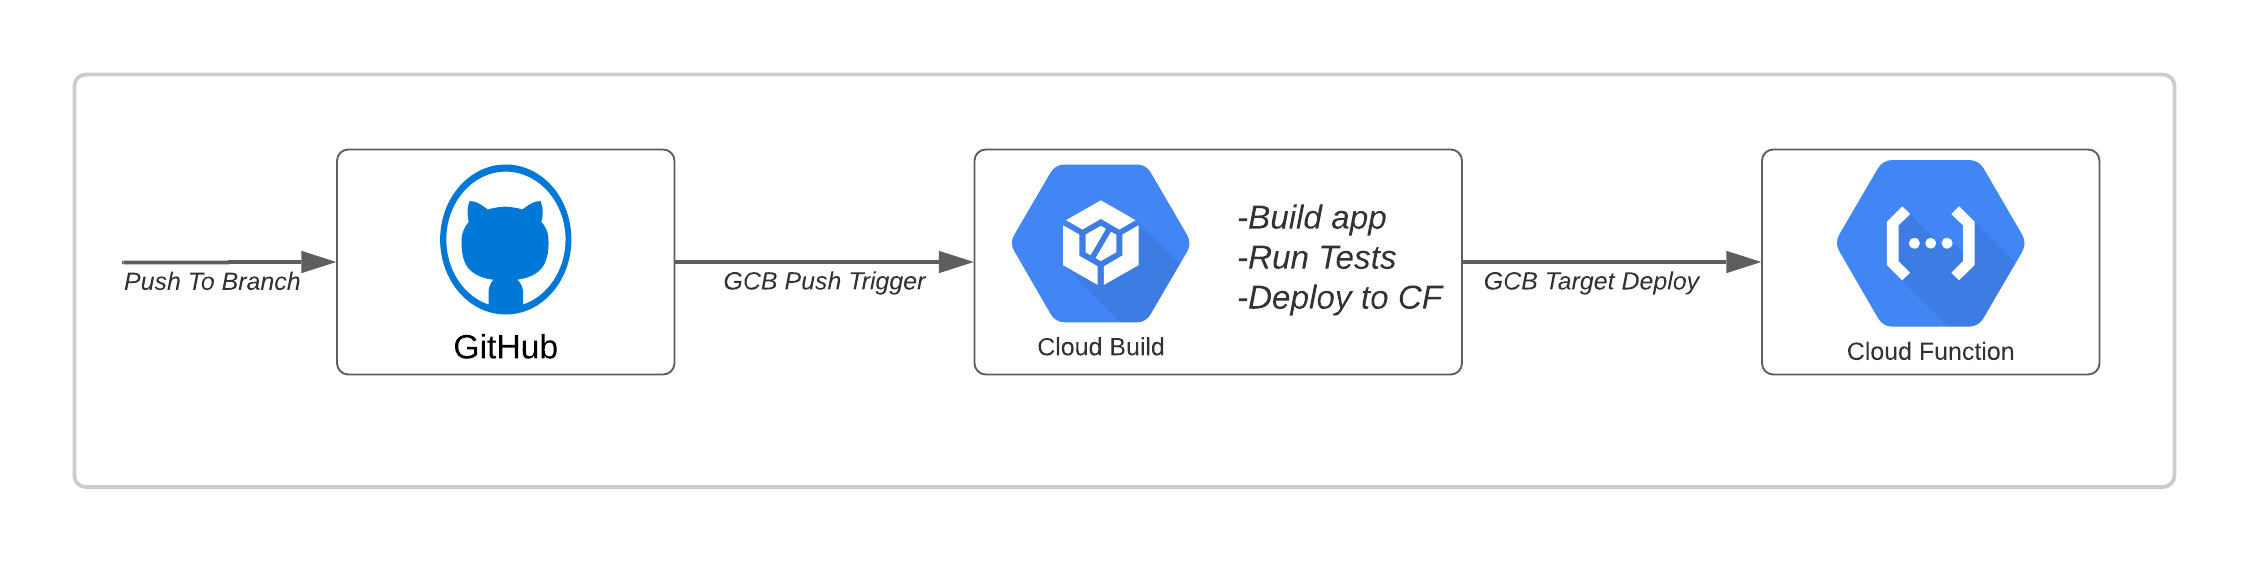 Push To Branch
GitHub
GCB Push Trigger
Cloud Build
-Build app
-Run Tests
-Deploy to CF
GCB Target Deploy
Cloud Function